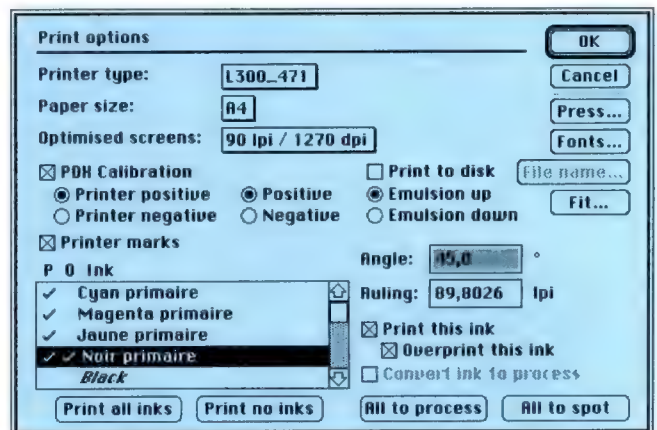 Print options
OK
Printer type: L300_471
Cancel
Paper size: A4
Press...
Optimised screens: 90 lpi / 1270 dpi
Fonts...
PDX Calibration
Print to disk
File name...
Printer positive
Positive
Emulsion up
Fit...
Printer negative
Negative
Emulsion down
Printer marks
Angle: 45,0 °
P O Ink
Cyan primaire
Ruling: 89,8026 lpi
Magenta primaire
Jaune primaire
Print this ink
Noir primaire
Overprint this ink
Black
Convert ink to process
Print all inks
Print no inks
All to process
All to spot